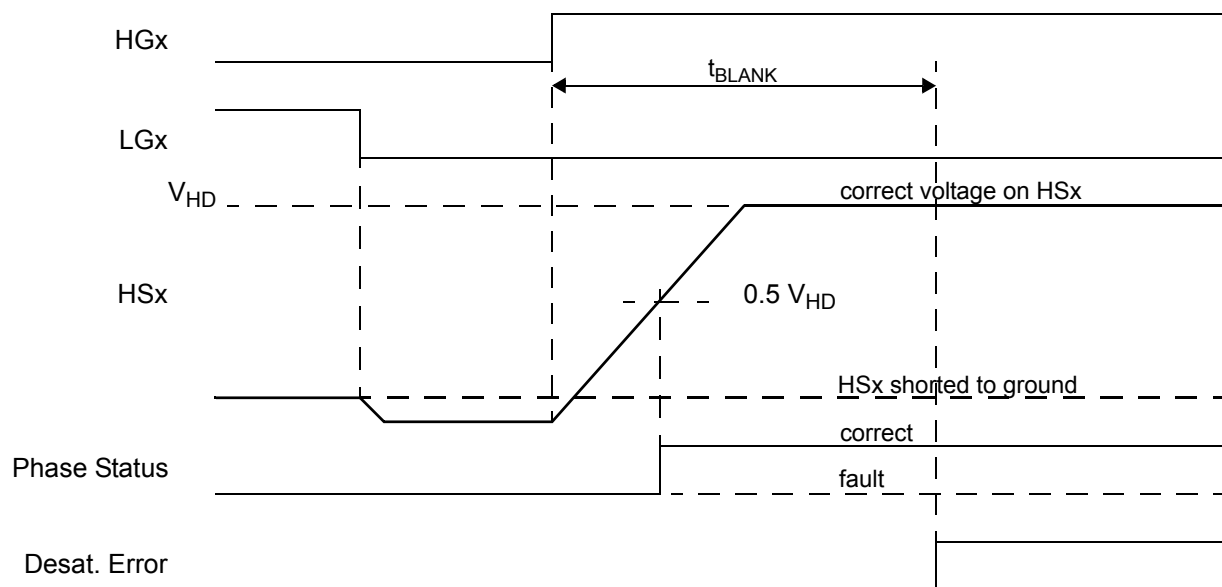 HGx
tBLANK
LGx
VHD
correct voltage on HSx
HSx
0.5 VHD
HSx shorted to ground
correct
Phase Status
fault
Desat. Error